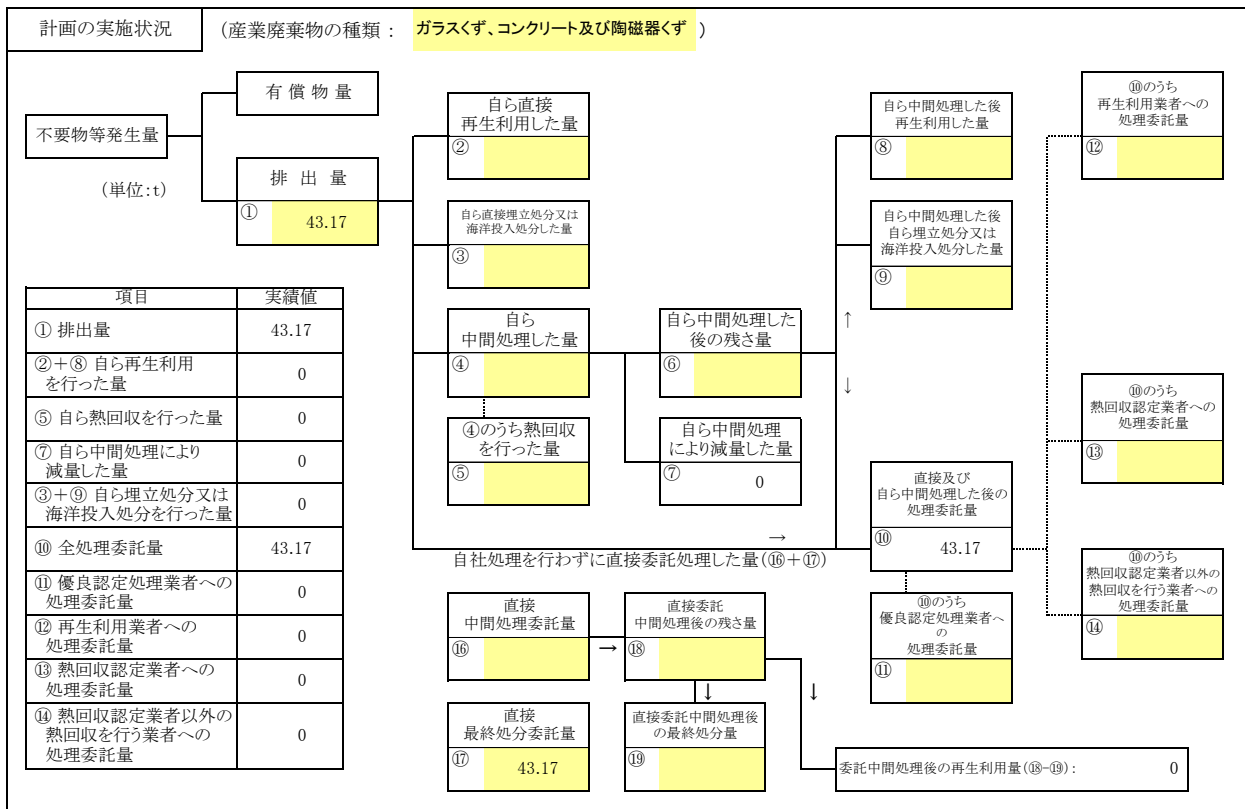 計画の実施状況
(産業廃棄物の種類： ガラスくず、コンクリート及び陶磁器くず )
有 償 物 量
不要物等発生量
(単位:t)
排 出 量
① 43.17
自ら直接
再生利用した量
②
自ら直接埋立処分又は
海洋投入処分した量
③
自ら
中間処理した量
④
④のうち熱回収
を行った量
⑤
自ら中間処理した
後の残さ量
⑥
自ら中間処理
により減量した量
⑦ 0
自ら中間処理した後
再生利用した量
⑧
自ら中間処理した後
自ら埋立処分又は
海洋投入処分した量
⑨
↑
↓
直接及び
自ら中間処理した後の
処理委託量
⑩ 43.17
⑩のうち
優良認定処理業者へ
の
処理委託量
⑪
⑩のうち
再生利用業者への
処理委託量
⑫
⑩のうち
熱回収認定業者への
処理委託量
⑬
⑩のうち
熱回収認定業者以外の
熱回収を行う業者への
処理委託量
⑭
→
自社処理を行わずに直接委託処理した量(⑯＋⑰)
直接
中間処理委託量
⑯
→
直接委託
中間処理後の残さ量
⑱
↓
↓
直接
最終処分委託量
⑰ 43.17
直接委託中間処理後
の最終処分量
⑲
委託中間処理後の再生利用量(⑱-⑲)： 0
項目 実績値
① 排出量 43.17
②＋⑧ 自ら再生利用
を行った量 0
⑤ 自ら熱回収を行った量 0
⑦ 自ら中間処理により
減量した量 0
③＋⑨ 自ら埋立処分又は
海洋投入処分を行った量 0
⑩ 全処理委託量 43.17
⑪ 優良認定処理業者への
処理委託量 0
⑫ 再生利用業者への
処理委託量 0
⑬ 熱回収認定業者への
処理委託量 0
⑭ 熱回収認定業者以外の
熱回収を行う業者への
処理委託量 0